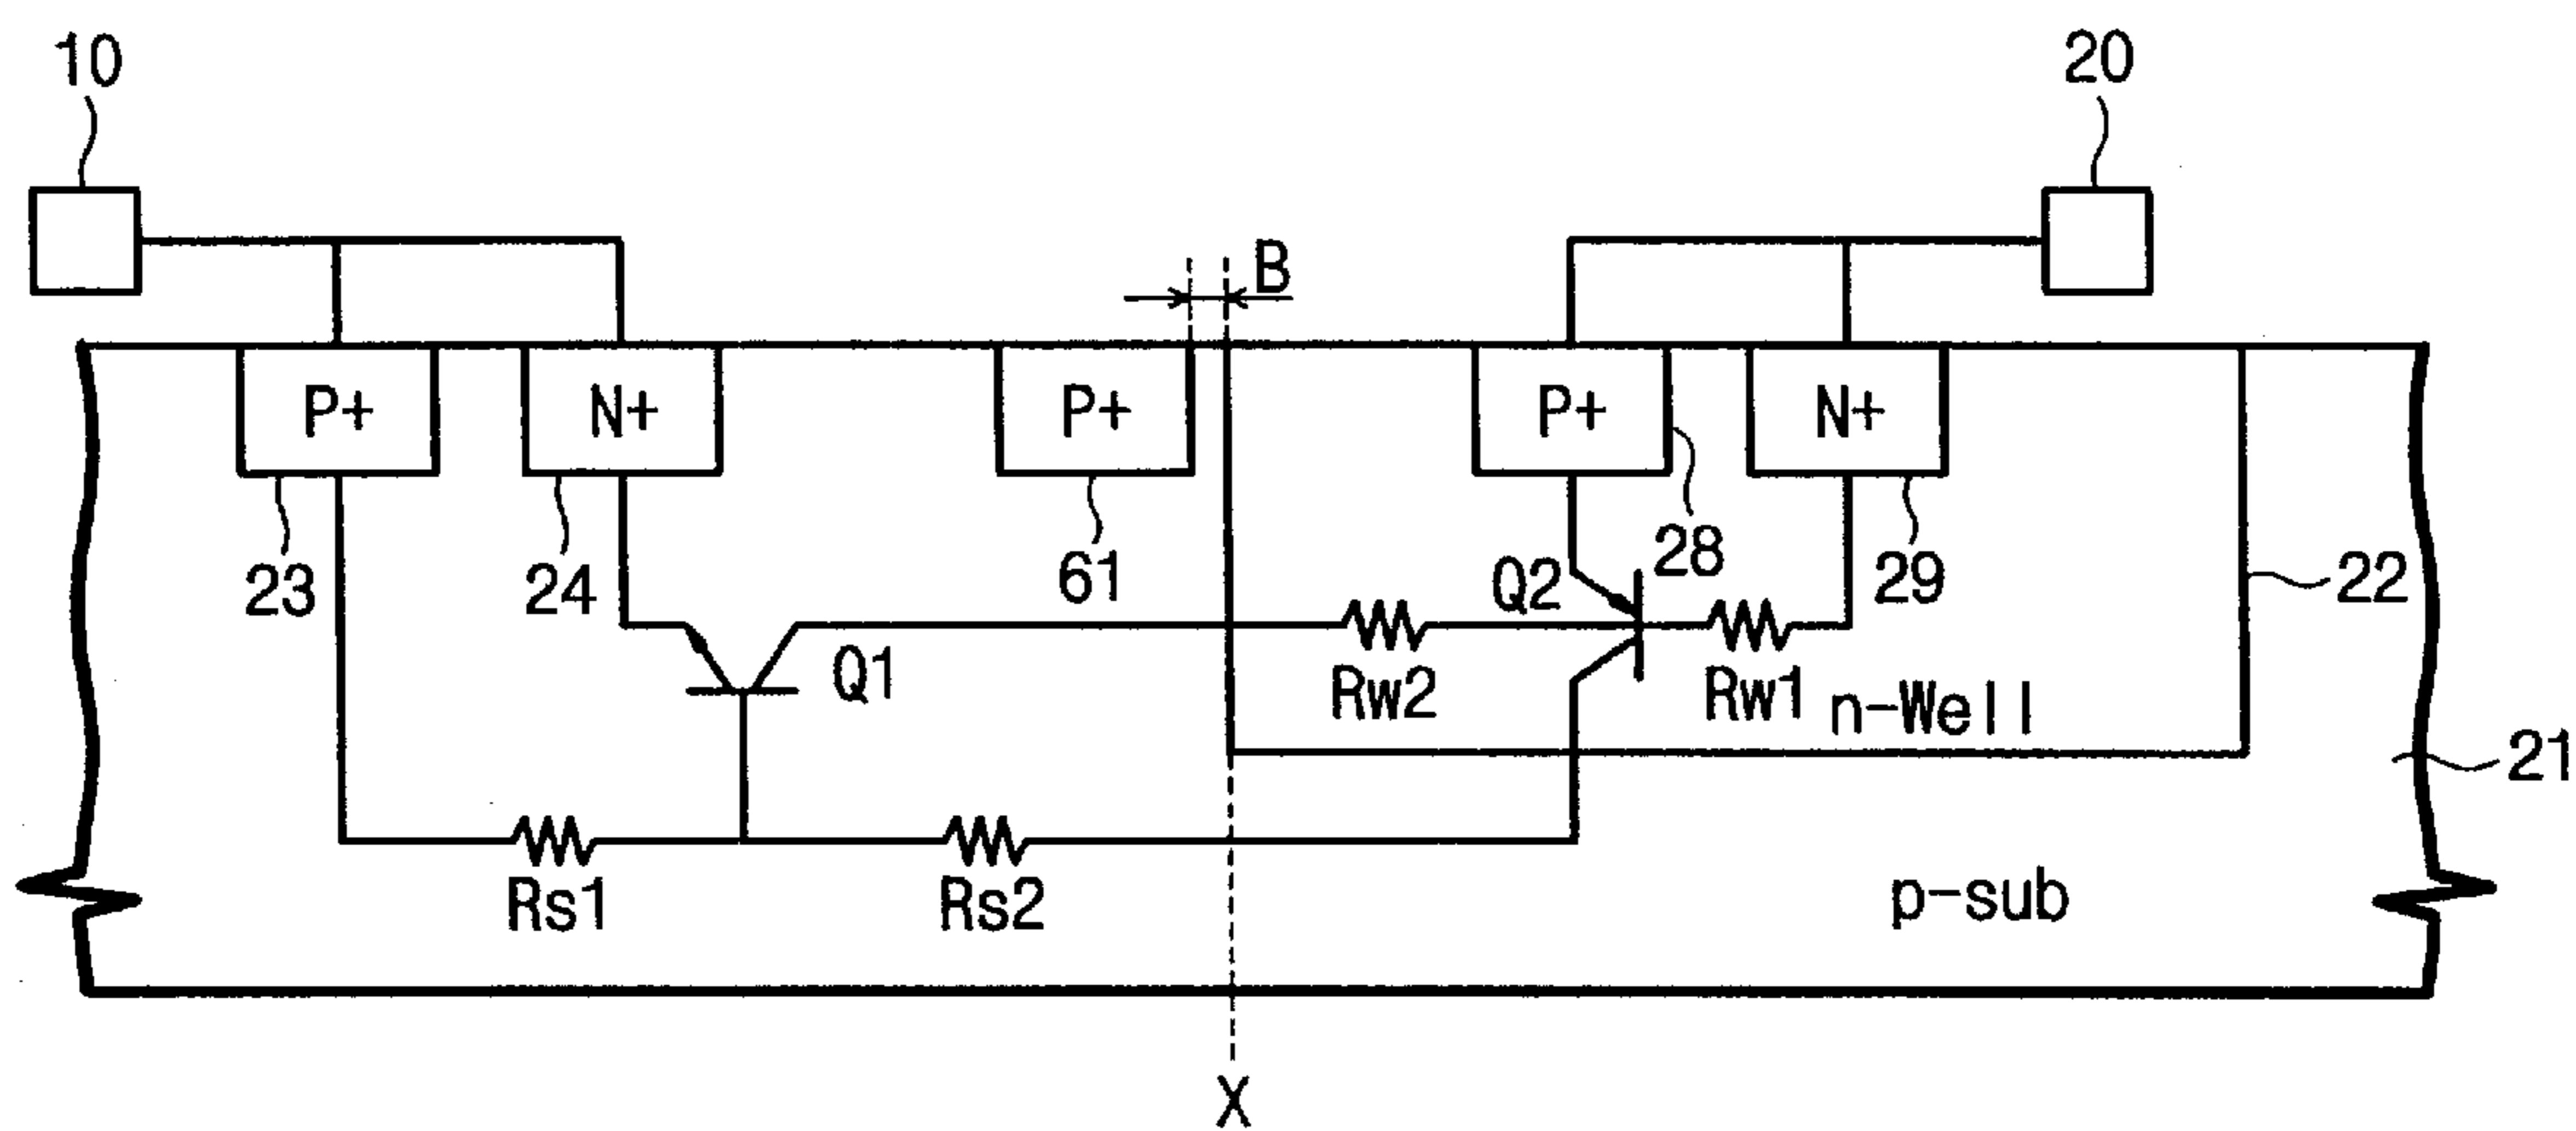 10
20
B
P+
N+
P+
P+
N+
23
24
61
28
29
22
Q2
Q1
Rw2
Rw1
n-Well
21
Rs1
Rs2
p-sub
X